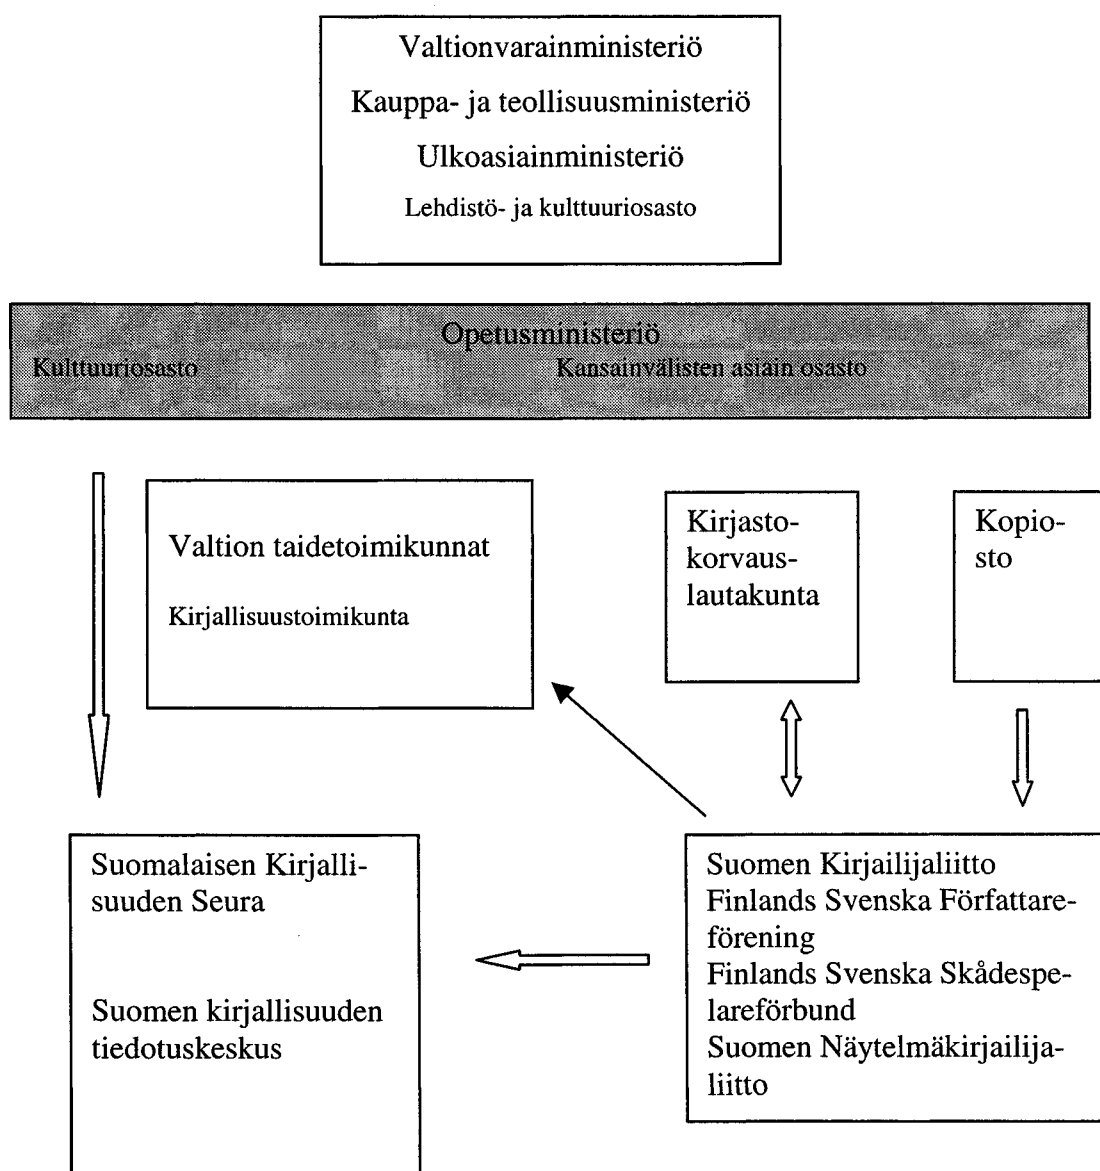 Valtionvarainministeriö
Kauppa- ja teollisuusministeriö
Ulkoasiainministeriö
Lehdistö- ja kulttuuriosasto
Opetusministeriö
Kulttuuriosasto
Kansainvälisten asiain osasto
Valtion taidetoimikunnat
Kirjallisuustoimikunta
Kirjasto-
korvaus-
lautakunta
Kopio-
sto
Suomalaisen Kirjalli-
suuden Seura
Suomen kirjallisuuden
tiedotuskeskus
Suomen Kirjailijaliitto
Finlands Svenska Författare-
förening
Finlands Svenska Skådespe-
lareförbund
Suomen Näytelmäkirjailija-
liitto